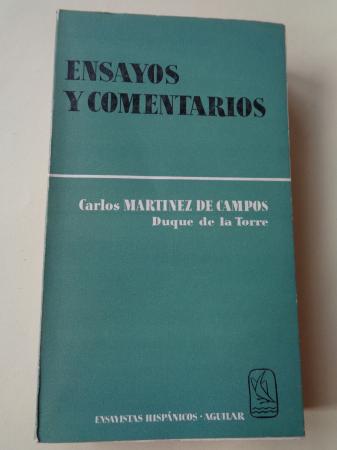 ENSAYOS
Y COMENTARIOS
Carlos MARTINEZ DE CAMPOS
Duque de la Torre
ENSAYISTAS HISPÁNICOS · AGUILAR